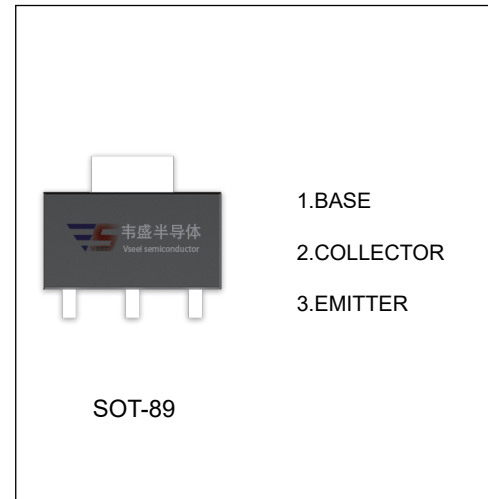 韦盛半导体
Vseel semiconductor
1.BASE
2.COLLECTOR
3.EMITTER
SOT-89